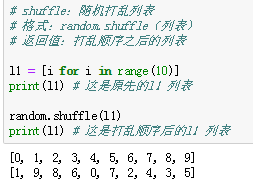 # shuffle: 随机打乱列表
# 格式: random.shuffle (列表)
# 返回值: 打乱顺序之后的列表
l1 = [i for i in range(10)]
print(l1) # 这是原先的l1 列表
random.shuffle(l1)
print(l1) # 这是打乱顺序后的l1 列表
[0, 1, 2, 3, 4, 5, 6, 7, 8, 9]
[1, 9, 8, 6, 0, 7, 2, 4, 3, 5]